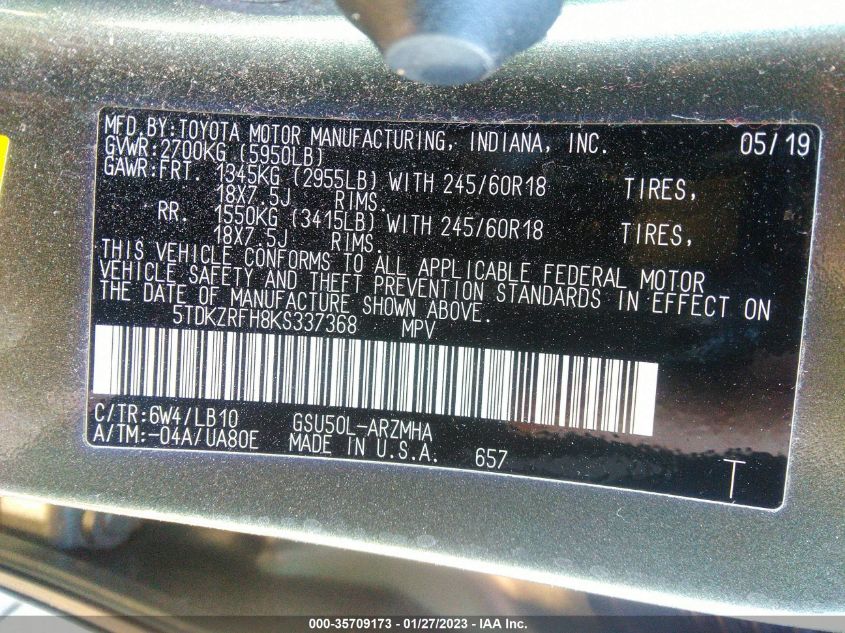 MFD.BY:TOYOTA MOTOR MANUFACTURING, INDIANA, INC. 05/19
GVWR:2700KG (5950LB)
GAWR:FRT. 1345KG (2955LB) WITH 245/60R18 TIRES,
18X7.5J RIMS.
RR. 1550KG (3415LB) WITH 245/60R18 TIRES,
18X7.5J RIMS.
THIS VEHICLE CONFORMS TO ALL APPLICABLE FEDERAL MOTOR
VEHICLE SAFETY AND THEFT PREVENTION STANDARDS IN EFFECT ON
THE DATE OF MANUFACTURE SHOWN ABOVE.
5TDKZRFH8KS337368 MPV
C/TR:6W4/LB10 GSU50L-ARZMHA
A/TM:-04A/UA80E MADE IN U.S.A. 657
T
000-35709173 - 01/27/2023 - IAA Inc.